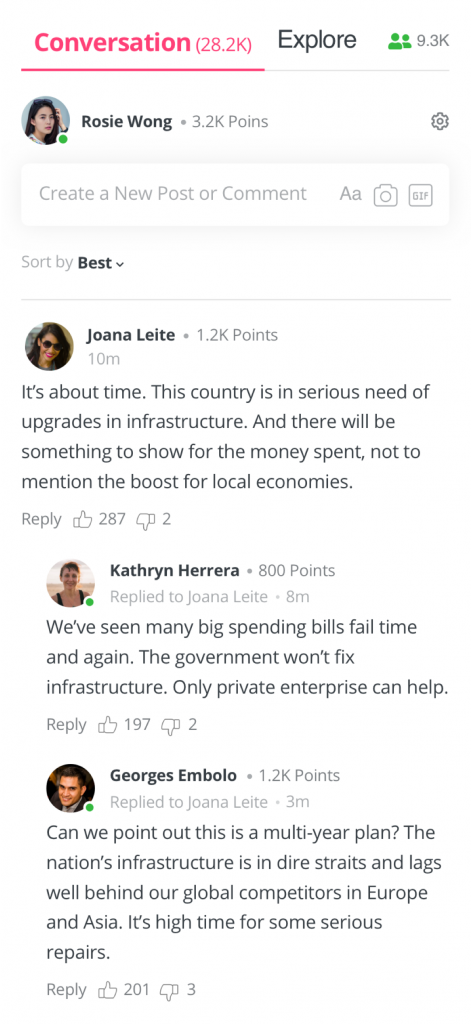 Conversation (28.2K) Explore 9.3K
Rosie Wong • 3.2K Poins
Create a New Post or Comment Aa GIF
Sort by Best
Joana Leite • 1.2K Points
10m
It’s about time. This country is in serious need of
upgrades in infrastructure. And there will be
something to show for the money spent, not to
mention the boost for local economies.
Reply 287 2
Kathryn Herrera • 800 Points
Replied to Joana Leite • 8m
We’ve seen many big spending bills fail time
and again. The government won’t fix
infrastructure. Only private enterprise can help.
Reply 197 2
Georges Embolo • 1.2K Points
Replied to Joana Leite • 3m
Can we point out this is a multi-year plan? The
nation’s infrastructure is in dire straits and lags
well behind our global competitors in Europe
and Asia. It’s high time for some serious
repairs.
Reply 201 3